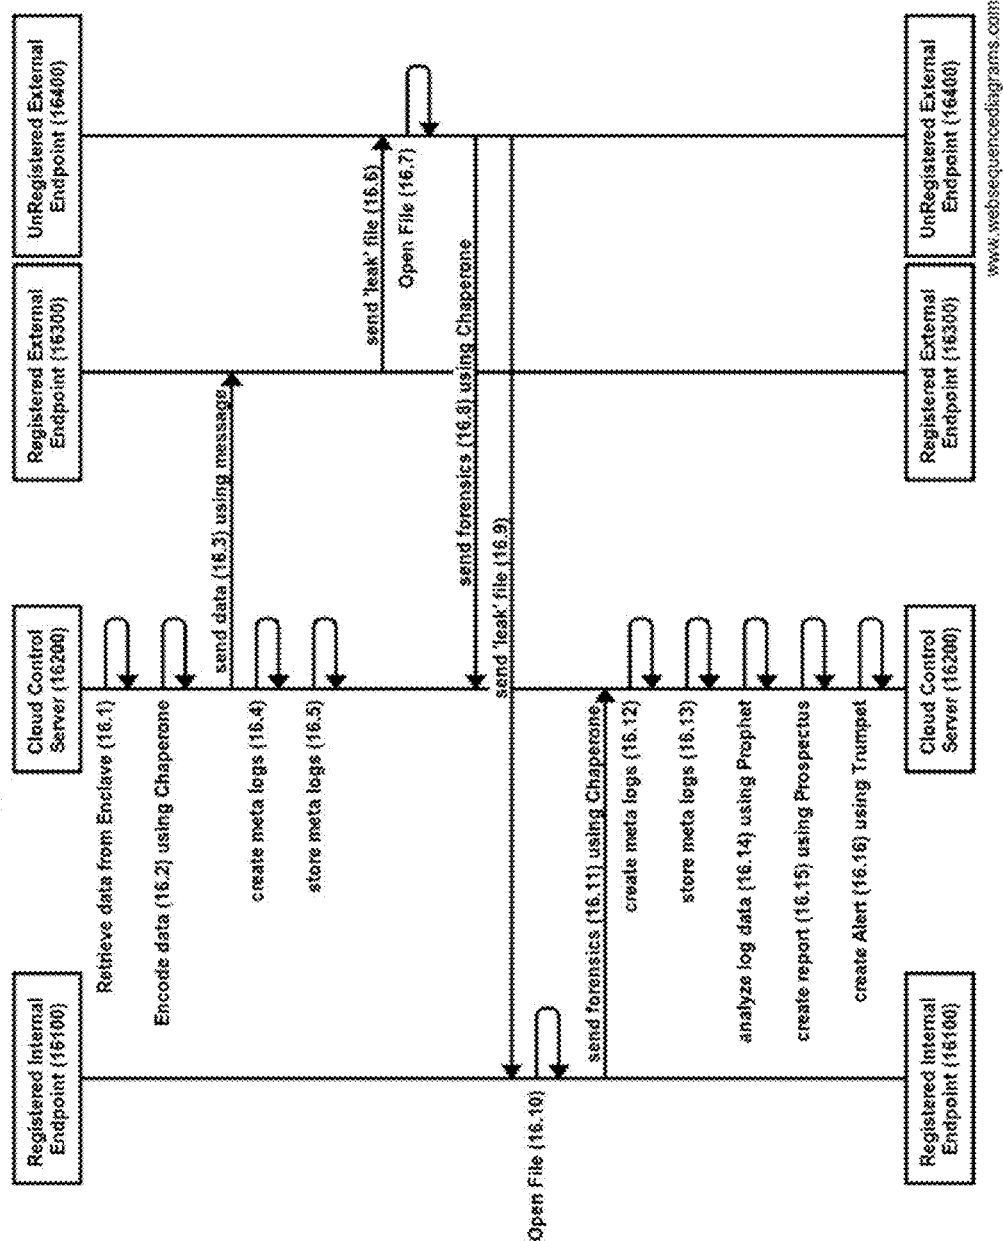 Registered Internal
Endpoint (16100)
Cloud Control
Server (16200)
Registered External
Endpoint (16300)
UnRegistered External
Endpoint (16400)
Retrieve data from Enclave (16.1)
Encode data (16.2) using Chaperone
send data (16.3) using message
create meta logs (16.4)
store meta logs (16.5)
send 'leak' file (16.6)
Open File (16.7)
send forensics (16.8) using Chaperone
send 'leak' file (16.9)
Open File (16.10)
send forensics (16.11) using Chaperone
create meta logs (16.12)
store meta logs (16.13)
analyze log data (16.14) using Prophet
create report (16.15) using Prospectus
create Alert (16.16) using Trumpet
Registered Internal
Endpoint (16100)
Cloud Control
Server (16200)
Registered External
Endpoint (16300)
UnRegistered External
Endpoint (16400)
www.websequencediagrams.com